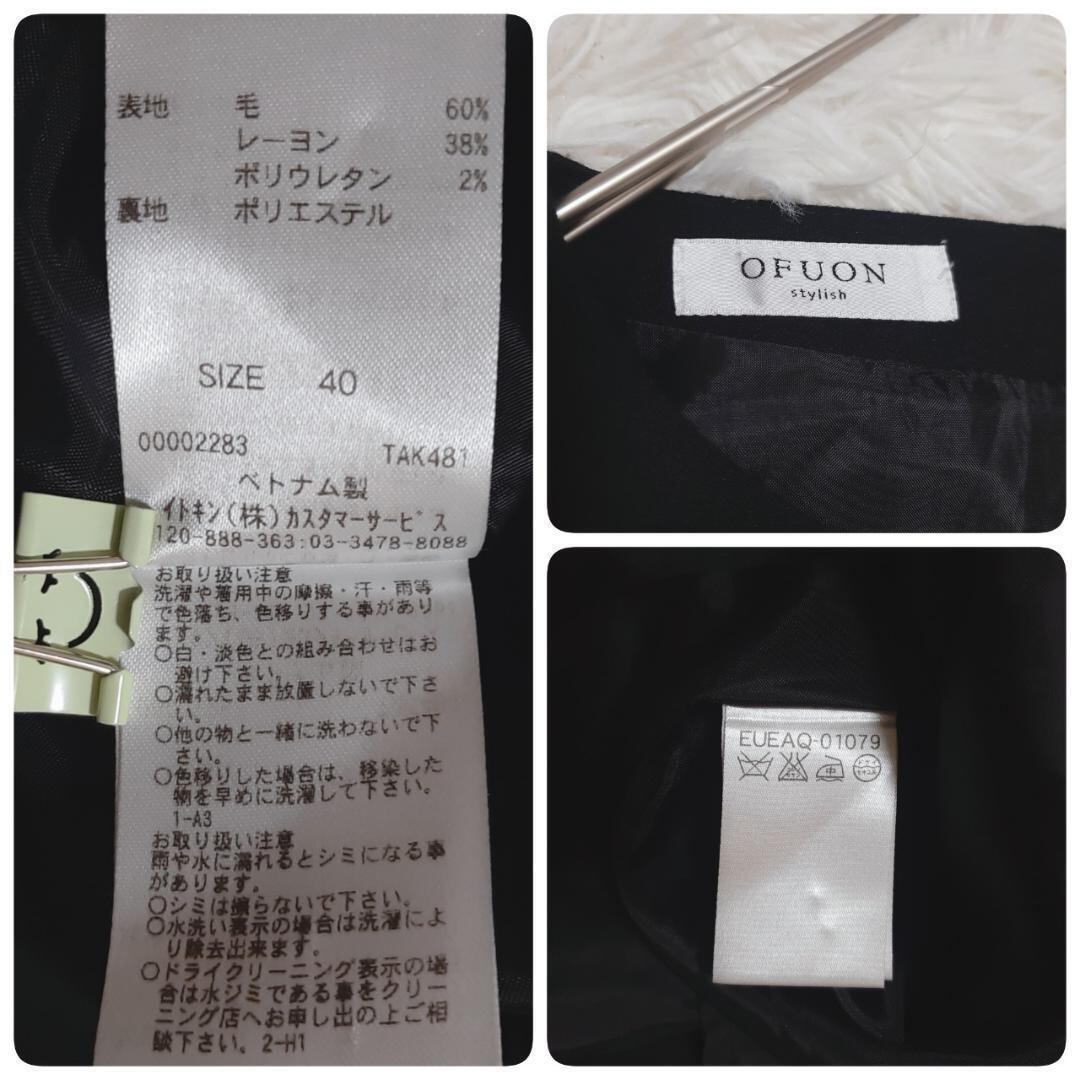 表地 毛 60%
レーヨン 38%
ポリウレタン 2%
裏地 ポリエステル
SIZE 40
00002283 TAK481
ベトナム製
イトキン(株)カスタマーサービス
120-888-363:03-3478-8088
お取り扱い注意
洗濯や着用中の摩擦・汗・雨等
で色落ち、色移りする事があり
ます。
○白・淡色との組み合わせはお
避け下さい。
○濡れたまま放置しないで下さ
い。
○他の物と一緒に洗わないで下
さい。
○色移りした場合は、移染した
物を早めに洗濯して下さい。
1-A3
お取り扱い注意
雨や水に濡れるとシミになる事
があります。
○シミは擦らないで下さい。
○水洗い表示の場合は洗濯によ
り除去出来ます。
○ドライクリーニング表示の場
合は水ジミである事をクリー
ニング店へお申し出の上ご相
談下さい。2-H1
OFUON
stylish
EUEAQ-01079
中